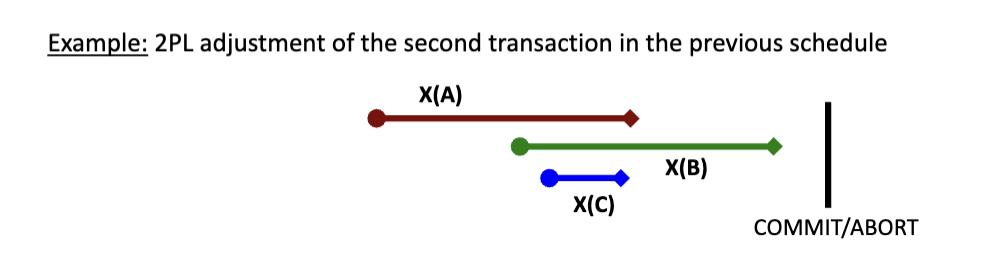 Example: 2PL adjustment of the second transaction in the previous schedule
X(A)
X(B)
X(C)
COMMIT/ABORT